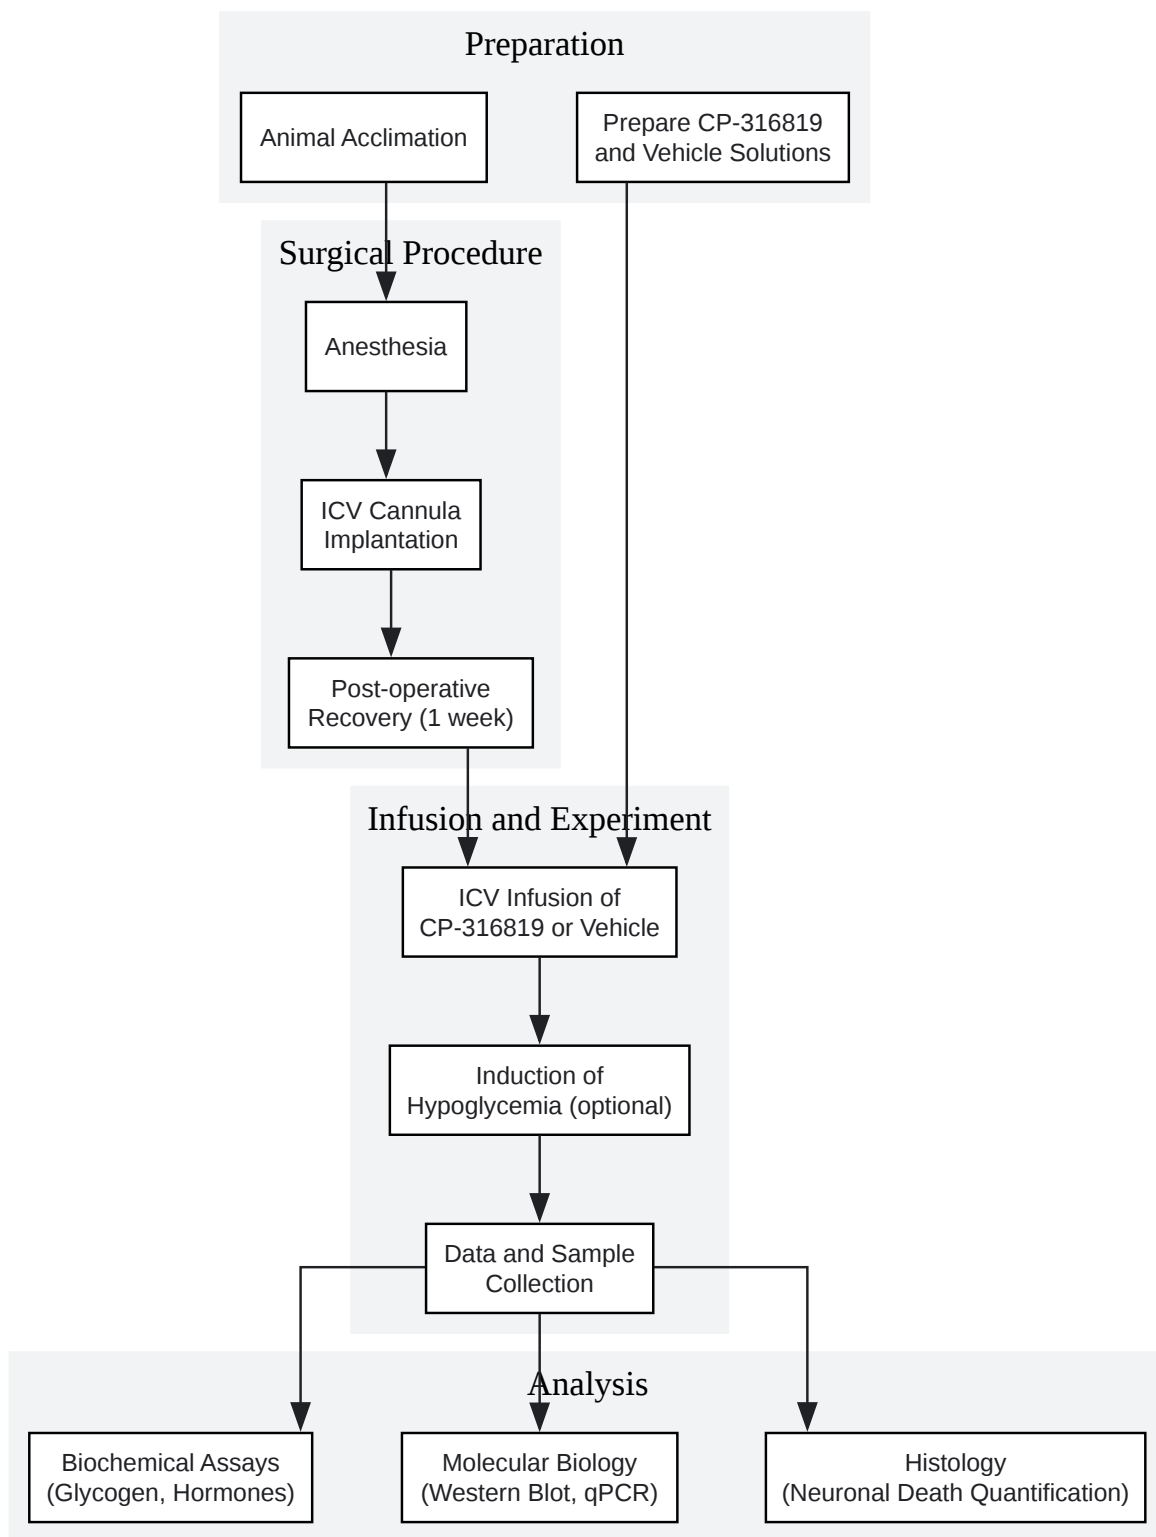 Preparation
Animal Acclimation
Prepare CP-316819
and Vehicle Solutions
Surgical Procedure
Anesthesia
ICV Cannula
Implantation
Post-operative
Recovery (1 week)
Infusion and Experiment
ICV Infusion of
CP-316819 or Vehicle
Induction of
Hypoglycemia (optional)
Data and Sample
Collection
Analysis
Biochemical Assays
(Glycogen, Hormones)
Molecular Biology
(Western Blot, qPCR)
Histology
(Neuronal Death Quantification)